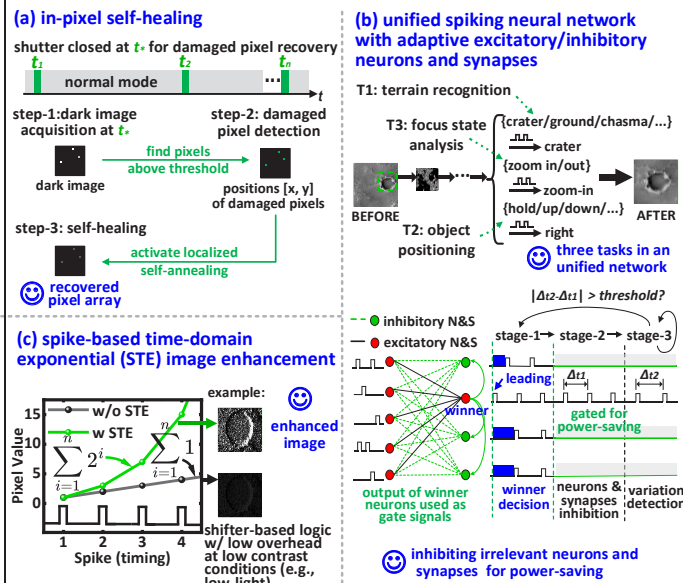 (a) in-pixel self-healing
shutter closed at t* for damaged pixel recovery
t1
t2
tn
normal mode
...
t
step-1:dark image
acquisition at t*
step-2: damaged
pixel detection
find pixels
above threshold
dark image
positions [x, y]
of damaged pixels
step-3: self-healing
activate localized
self-annealing
recovered
pixel array
(b) unified spiking neural network
with adaptive excitatory/inhibitory
neurons and synapses
T1: terrain recognition
{crater/ground/chasma/...}
T3: focus state
analysis
crater
{zoom in/out}
zoom-in
{hold/up/down/...}
right
BEFORE
AFTER
T2: object
positioning
three tasks in an
unified network
|Δt2-Δt1| > threshold?
inhibitory N&S
excitatory N&S
stage-1
stage-2
stage-3
leading
Δt1
Δt2
winner
gated for
power-saving
output of winner
neurons used as
gate signals
winner
decision
neurons &
synapses
inhibition
variation
detection
inhibiting irrelevant neurons and
synapses for power-saving
(c) spike-based time-domain
exponential (STE) image enhancement
Pixel Value
15
10
5
0
w/o STE
w STE
n
∑ 2^i
i=1
n
∑ 1
i=1
1 2 3 4
Spike (timing)
example:
enhanced
image
shifter-based logic
w/ low overhead
at low contrast
conditions (e.g.,
low-light)